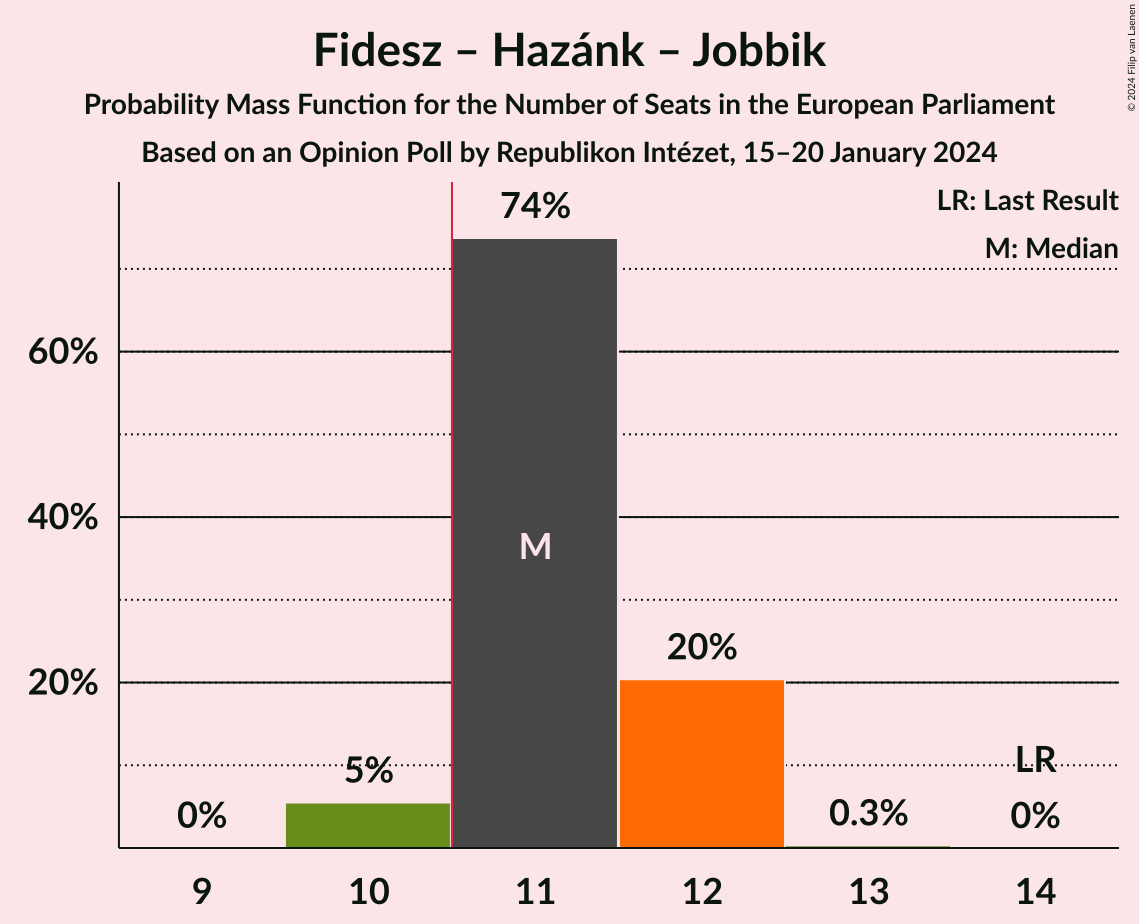 Fidesz – Hazánk – Jobbik
Probability Mass Function for the Number of Seats in the European Parliament
Based on an Opinion Poll by Republikon Intézet, 15–20 January 2024
© 2024 Filip van Laenen
LR: Last Result
M: Median
74%
60%
40%
M
20%
20%
LR
5%
0%
0.3%
0%
9 10 11 12 13 14